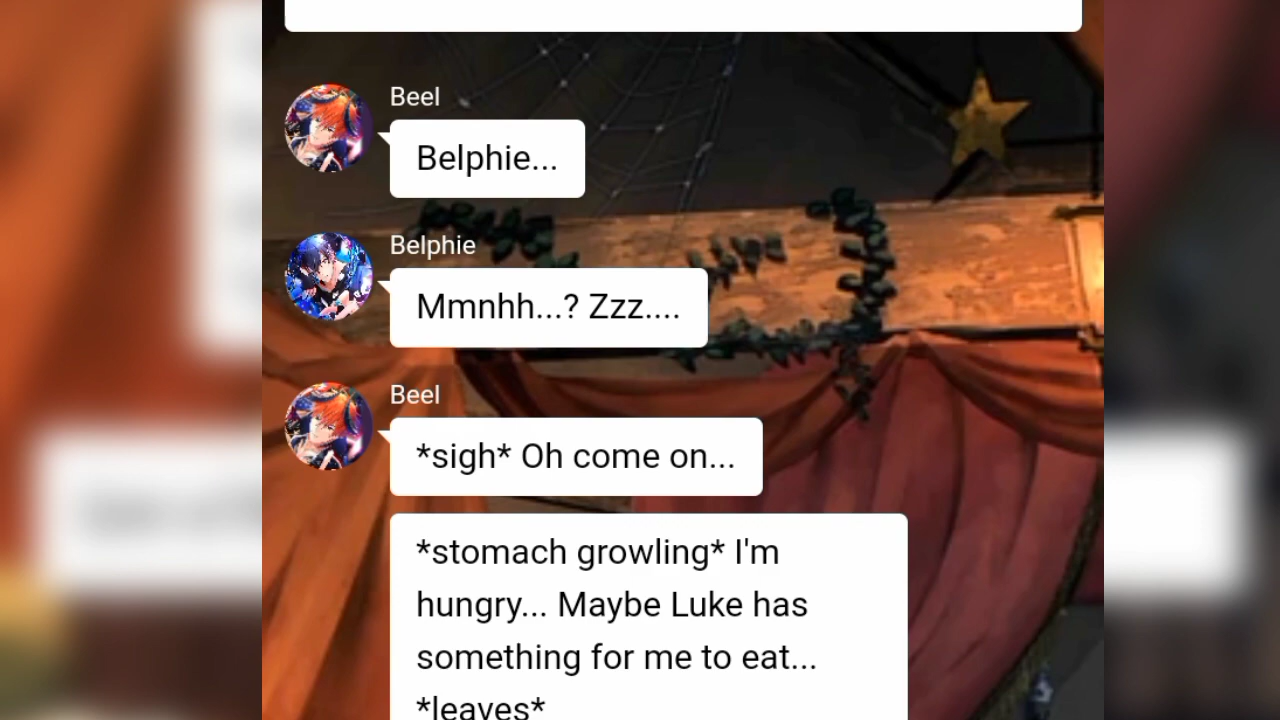 Beel
Belphie...
Belphie
Mmnhh...? Zzz....
Beel
*sigh* Oh come on...
*stomach growling* I'm
hungry... Maybe Luke has
something for me to eat...
*leaves*